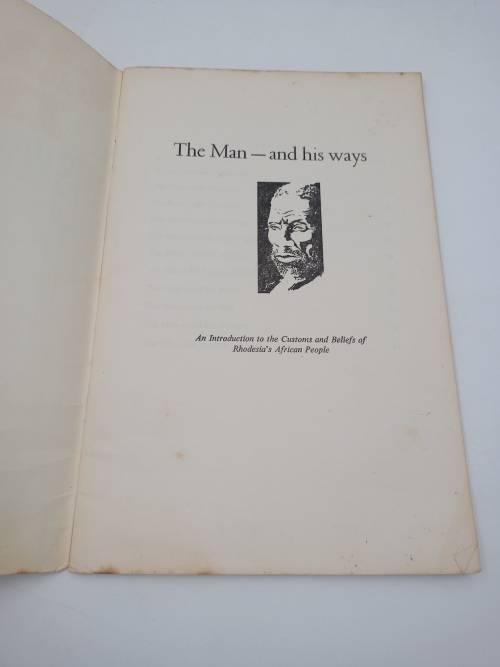 The Man — and his ways
An Introduction to the Customs and Beliefs of
Rhodesia's African People